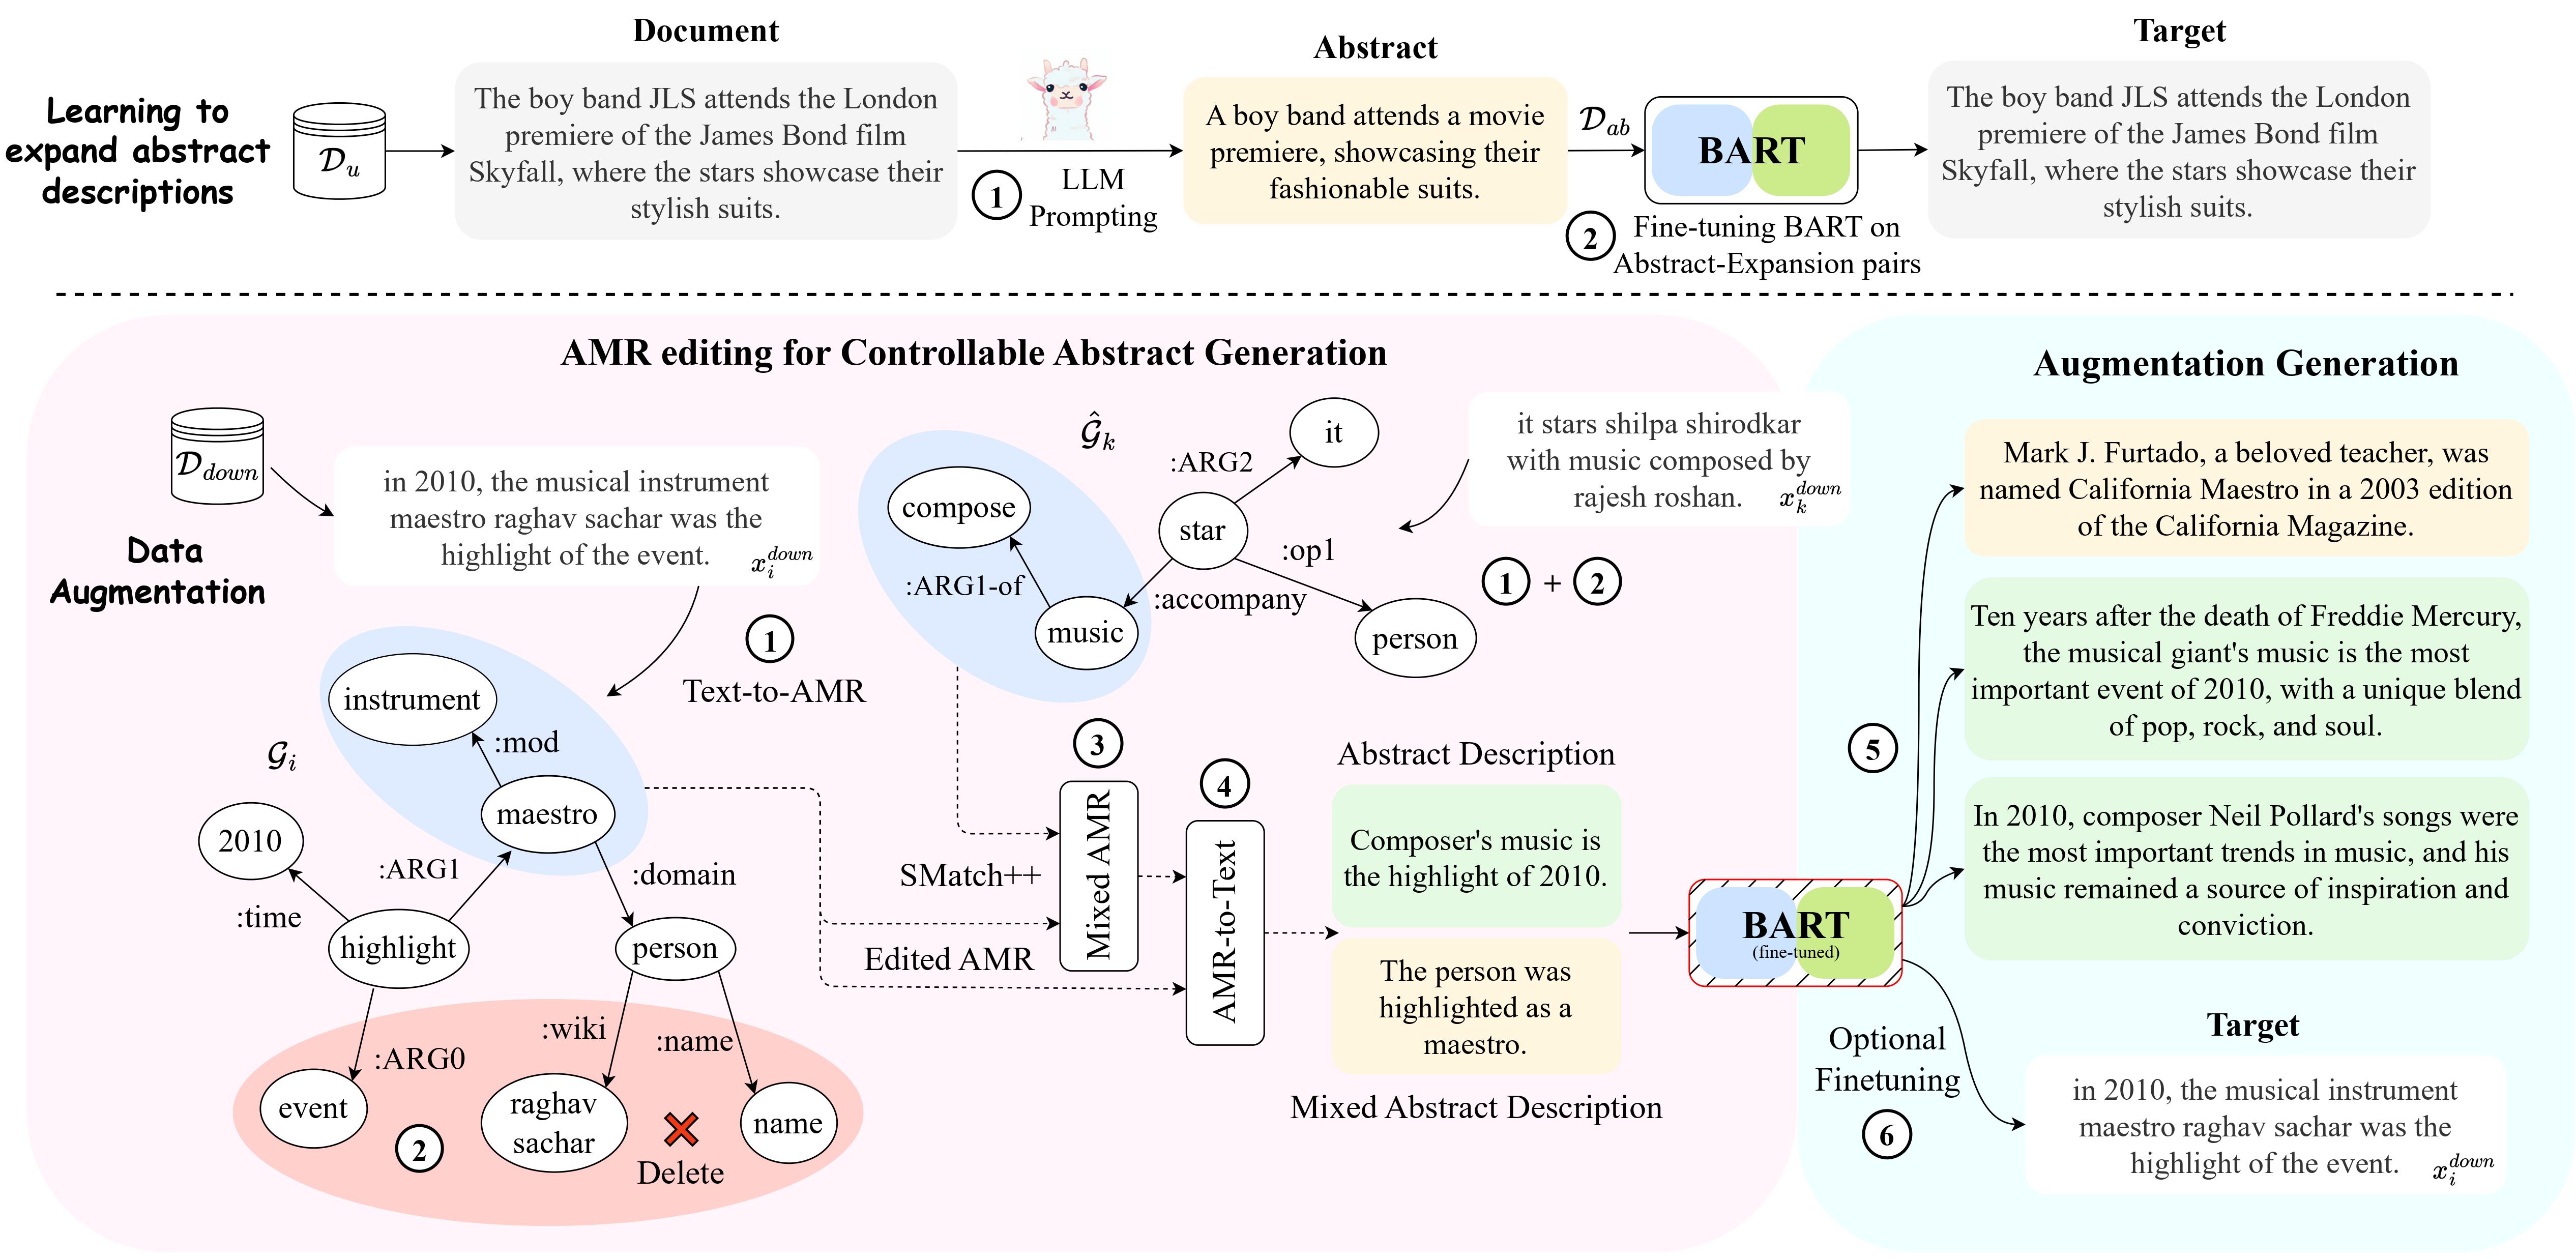 Document
Abstract
Target
Learning to
expand abstract
descriptions
𝒟u
The boy band JLS attends the London
premiere of the James Bond film
Skyfall, where the stars showcase their
stylish suits.
1
LLM
Prompting
A boy band attends a movie
premiere, showcasing their
fashionable suits.
𝒟ab
BART
2
Fine-tuning BART on
Abstract-Expansion pairs
The boy band JLS attends the London
premiere of the James Bond film
Skyfall, where the stars showcase their
stylish suits.
AMR editing for Controllable Abstract Generation
𝒟down
Data
Augmentation
in 2010, the musical instrument
maestro raghav sachar was the
highlight of the event.
x_i^down
1
Text-to-AMR
𝒢i
instrument
:mod
maestro
2010
:time
:ARG1
highlight
:domain
person
:ARG0
event
:wiki
:name
raghav
sachar
name
2
Delete
𝒢̂k
compose
:ARG1-of
music
star
:ARG2
it
:op1
:accompany
person
it stars shilpa shirodkar
with music composed by
rajesh roshan.
x_k^down
1 + 2
SMatch++
Edited AMR
3
Mixed AMR
4
AMR-to-Text
Abstract Description
Composer's music is
the highlight of 2010.
The person was
highlighted as a
maestro.
Mixed Abstract Description
BART
(fine-tuned)
Augmentation Generation
5
Mark J. Furtado, a beloved teacher, was
named California Maestro in a 2003 edition
of the California Magazine.
Ten years after the death of Freddie Mercury,
the musical giant's music is the most
important event of 2010, with a unique blend
of pop, rock, and soul.
In 2010, composer Neil Pollard's songs were
the most important trends in music, and his
music remained a source of inspiration and
conviction.
Optional
Finetuning
6
Target
in 2010, the musical instrument
maestro raghav sachar was the
highlight of the event.
x_i^down